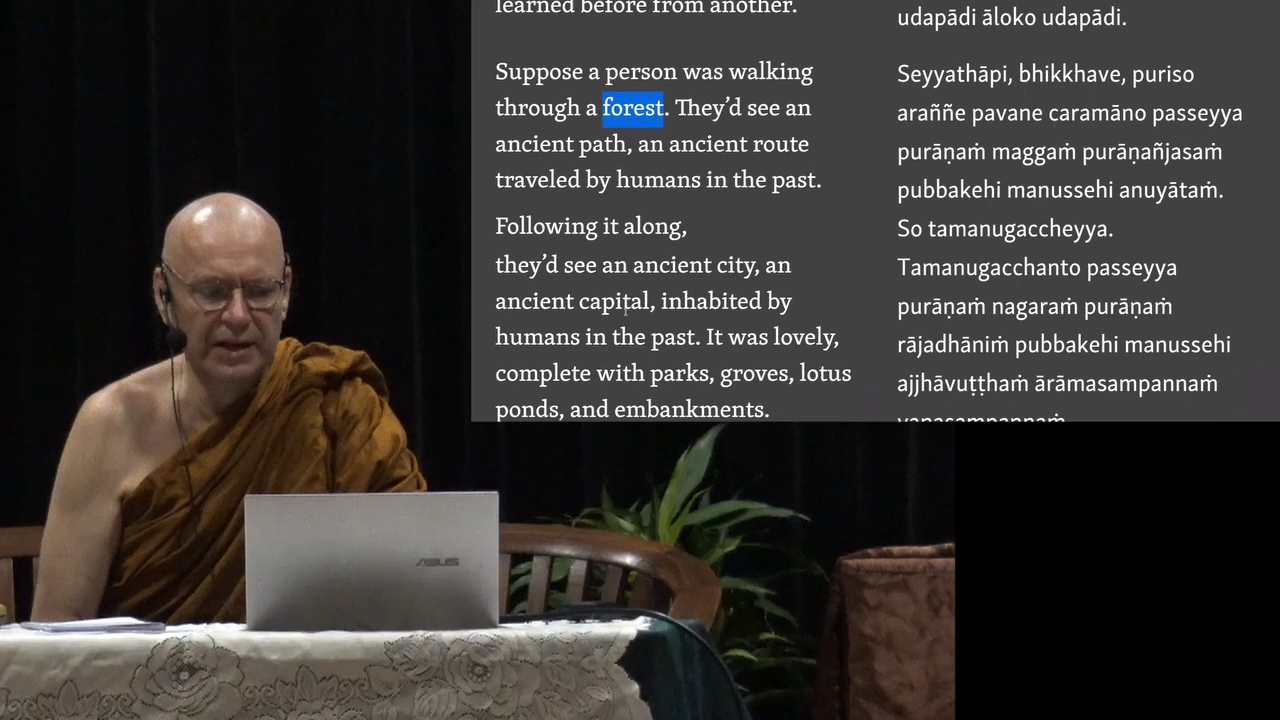 learned before from another.
Suppose a person was walking
through a forest. They’d see an
ancient path, an ancient route
traveled by humans in the past.
Following it along,
they’d see an ancient city, an
ancient capital, inhabited by
humans in the past. It was lovely,
complete with parks, groves, lotus
ponds, and embankments.
udapādi āloko udapādi.
Seyyathāpi, bhikkhave, puriso
araññe pavane caramāno passeyya
purāṇaṁ maggaṁ purāṇañjasaṁ
pubbakehi manussehi anuyātaṁ.
So tamanugaccheyya.
Tamanugacchanto passeyya
purāṇaṁ nagaraṁ purāṇaṁ
rājadhāniṁ pubbakehi manussehi
ajjhāvuṭṭhaṁ ārāmasampannaṁ
vanasampannaṁ
ASUS